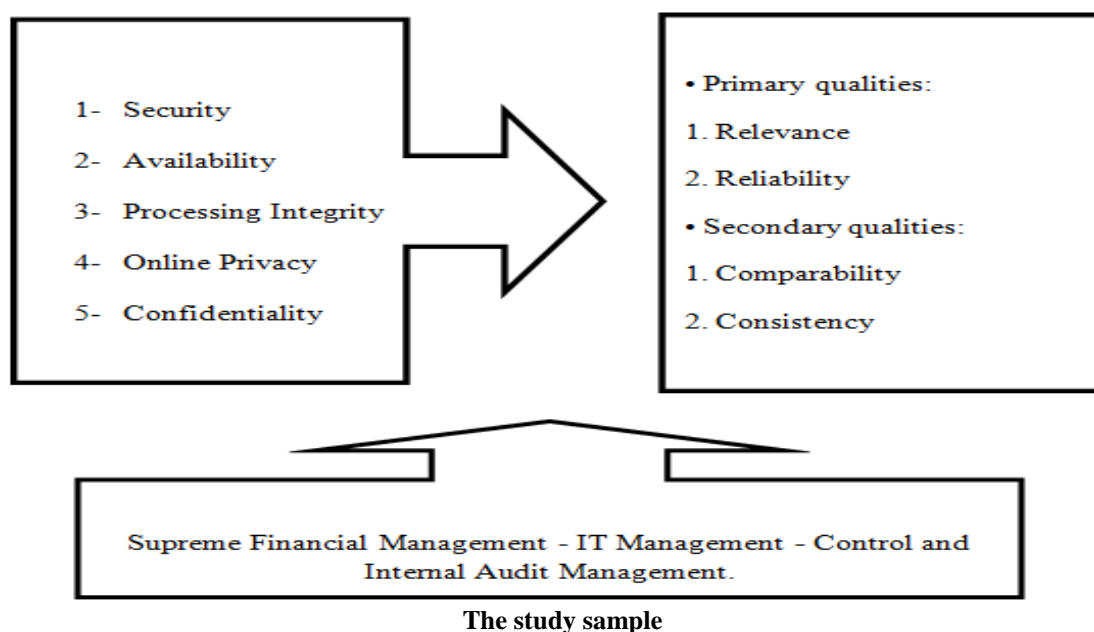 1- Security
2- Availability
3- Processing Integrity
4- Online Privacy
5- Confidentiality
• Primary qualities:
1. Relevance
2. Reliability
• Secondary qualities:
1. Comparability
2. Consistency
Supreme Financial Management - IT Management - Control and
Internal Audit Management.
The study sample